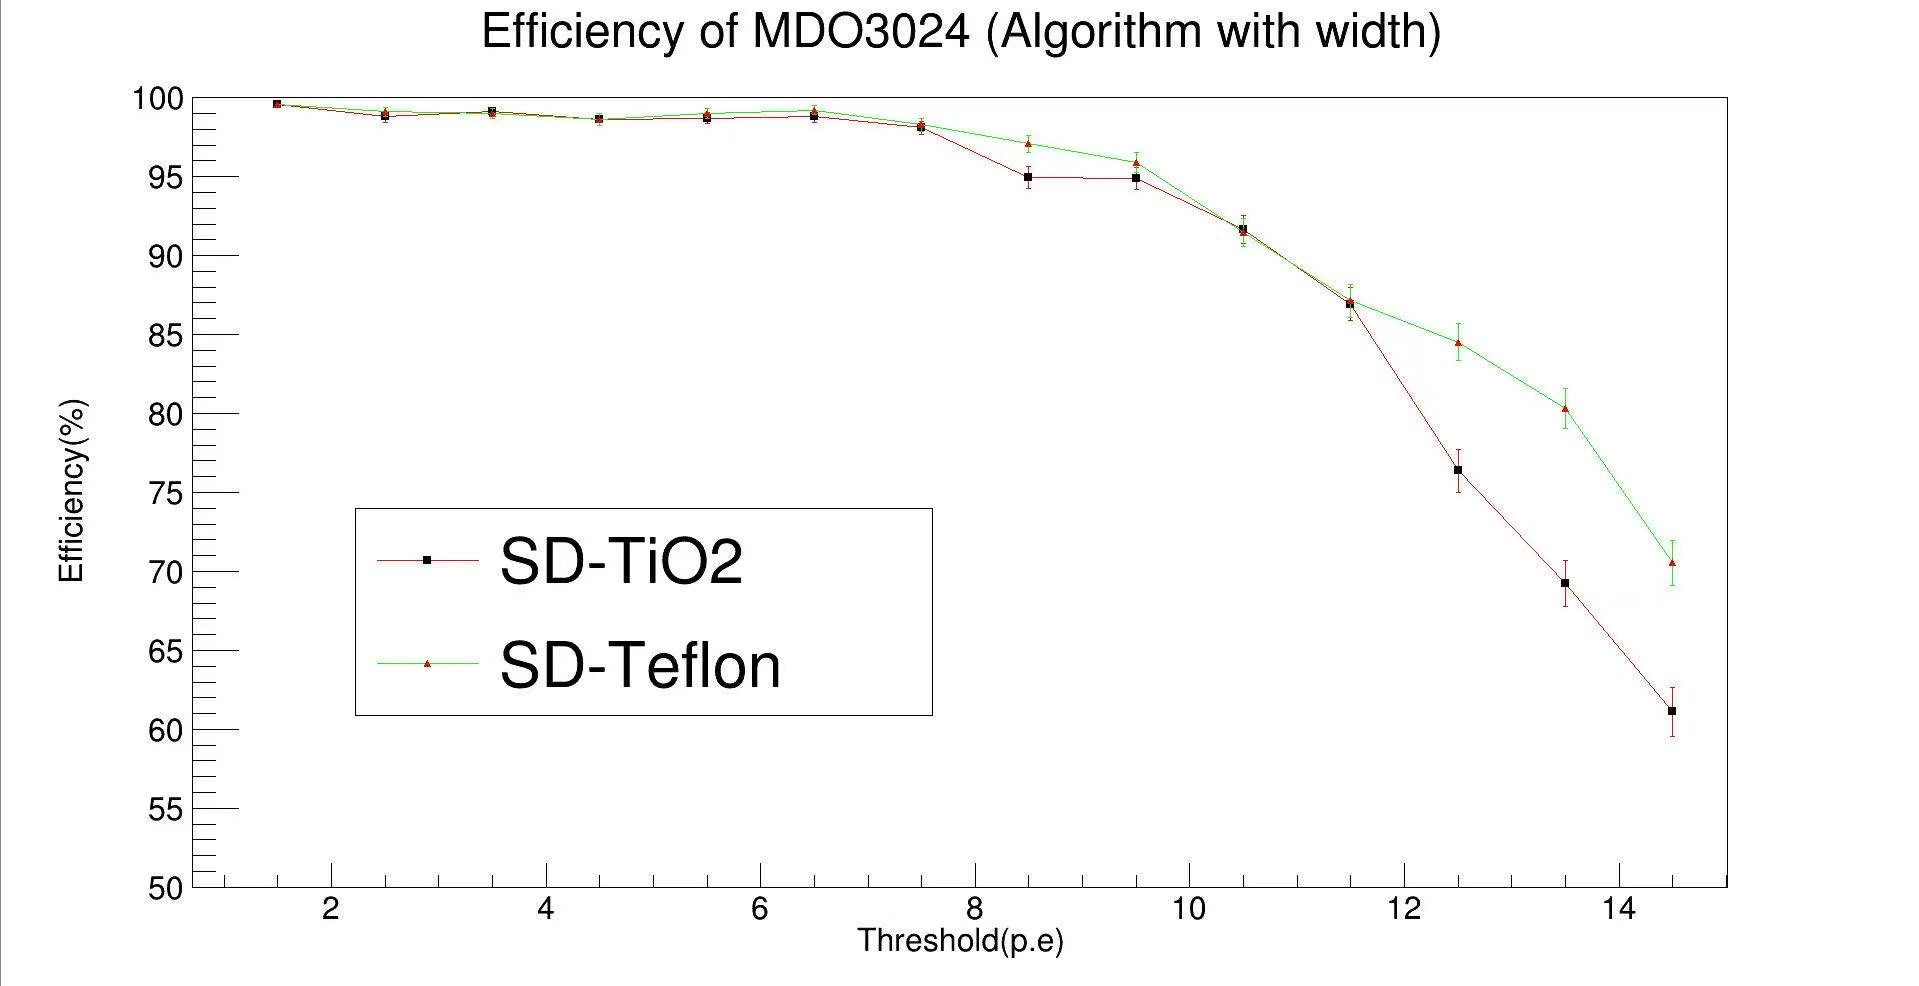 Efficiency of MDO3024 (Algorithm with width)
100
95
90
85
80
75
70
65
60
55
50
Efficiency(%)
SD-TiO2
SD-Teflon
2 4 6 8 10 12 14
Threshold(p.e)